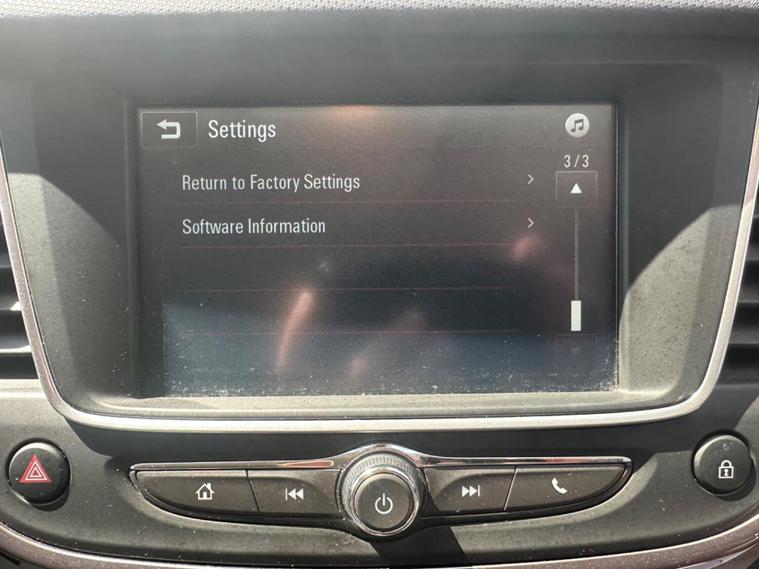 Settings
3/3
Return to Factory Settings
Software Information